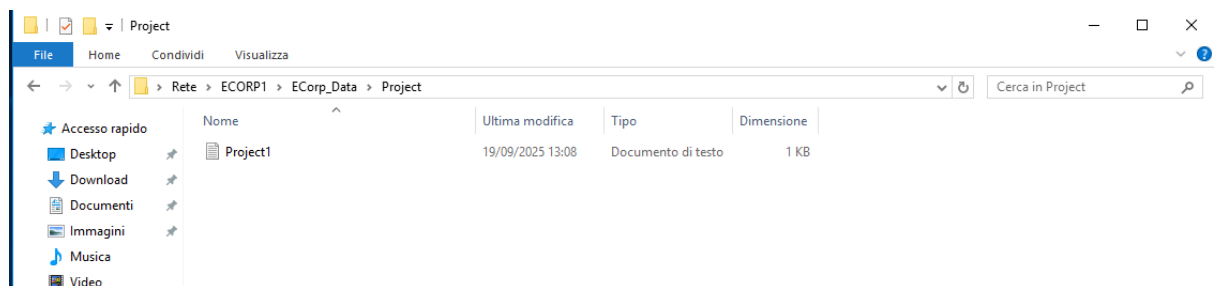 Project
File Home Condividi Visualizza
Rete > ECORP1 > ECorp_Data > Project
Cerca in Project
Accesso rapido
Desktop
Download
Documenti
Immagini
Musica
Video
Nome Ultima modifica Tipo Dimensione
Project1 19/09/2025 13:08 Documento di testo 1 KB